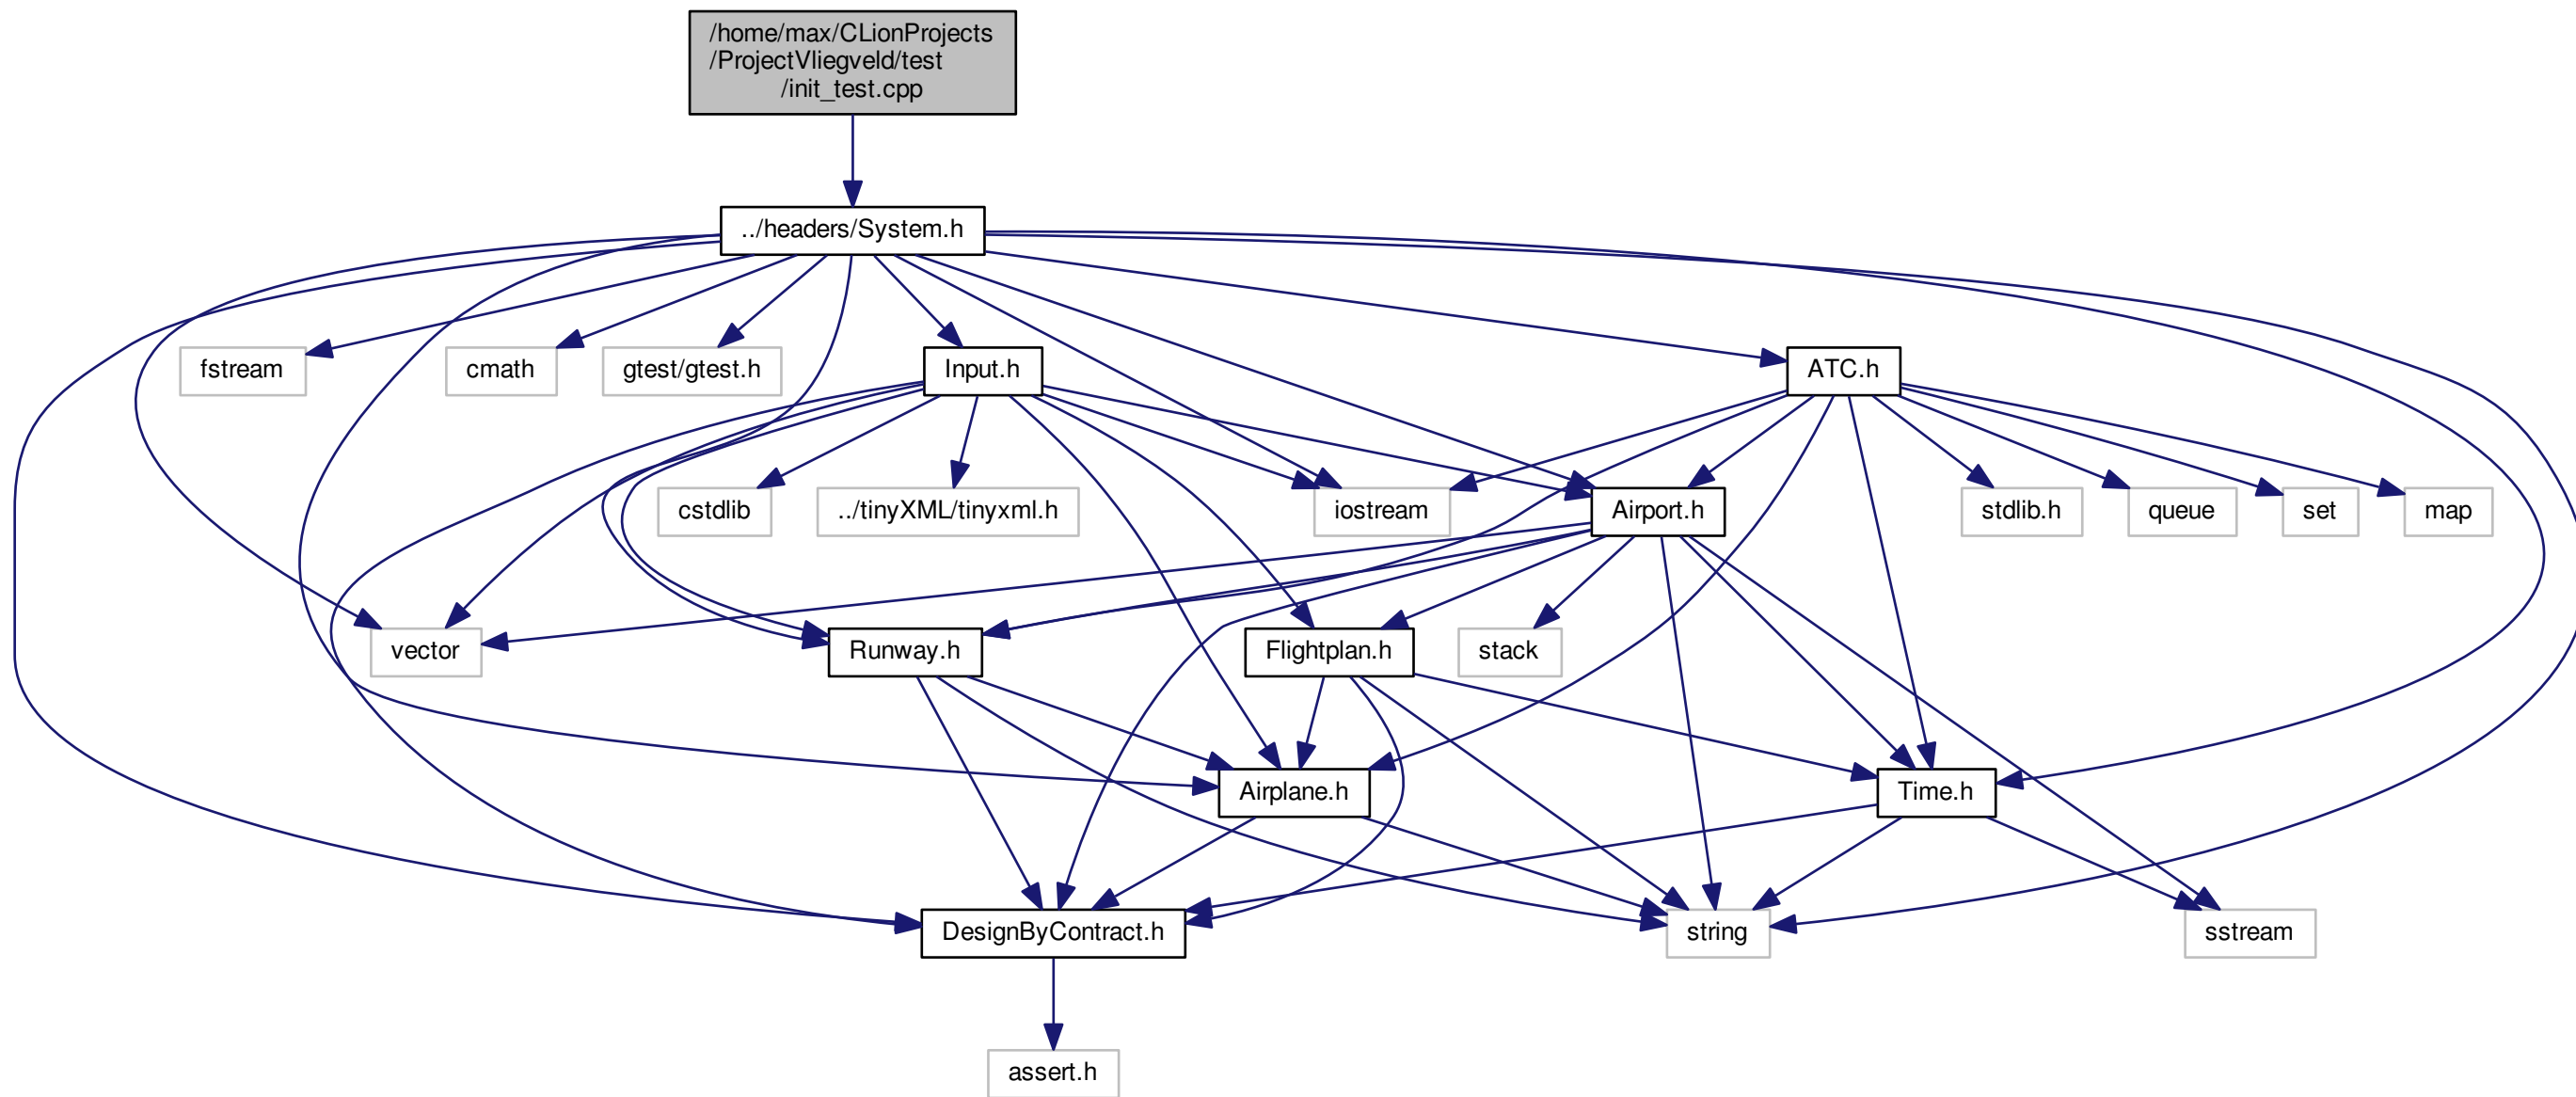 /home/max/CLionProjects
/ProjectVliegveld/test
/init_test.cpp
../headers/System.h
fstream
cmath
gtest/gtest.h
Input.h
ATC.h
cstdlib
../tinyXML/tinyxml.h
iostream
Airport.h
stdlib.h
queue
set
map
vector
Runway.h
Flightplan.h
stack
Airplane.h
Time.h
DesignByContract.h
string
sstream
assert.h